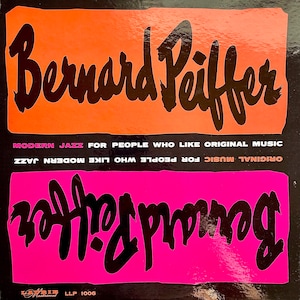 Bernard Peiffer
MODERN JAZZ FOR PEOPLE WHO LIKE ORIGINAL MUSIC
ORIGINAL MUSIC FOR PEOPLE WHO LIKE MODERN JAZZ
Bernard Peiffer
LLP 1006